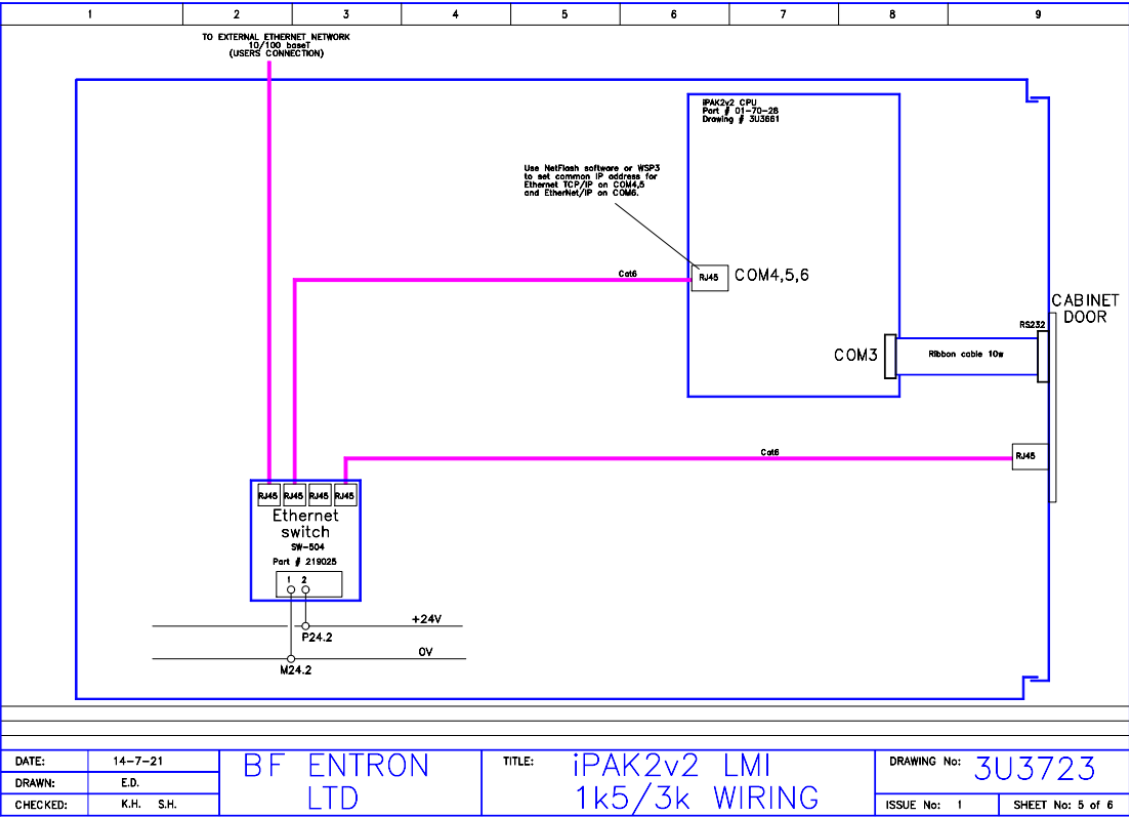 1 2 3 4 5 6 7 8 9
TO EXTERNAL ETHERNET NETWORK
10/100 baseT
(USERS CONNECTION)
iPAK2v2 CPU
Part # 01-70-28
Drawing # 3U3661
Use NetFlash software or WSP3
to set common IP address for
Ethernet TCP/IP on COM4,5
and EtherNet/IP on COM6.
Cat6
RJ45
COM4,5,6
CABINET
DOOR
RS232
COM3
Ribbon cable 10w
Cat6
RJ45
RJ45 RJ45 RJ45 RJ45
Ethernet
switch
SW-504
Part # 219025
1 2
+24V
P24.2
0V
M24.2
DATE: 14-7-21
DRAWN: E.D.
CHECKED: K.H. S.H.
BF ENTRON
LTD
TITLE: iPAK2v2 LMI
1k5/3k WIRING
DRAWING No: 3U3723
ISSUE No: 1 SHEET No: 5 of 6